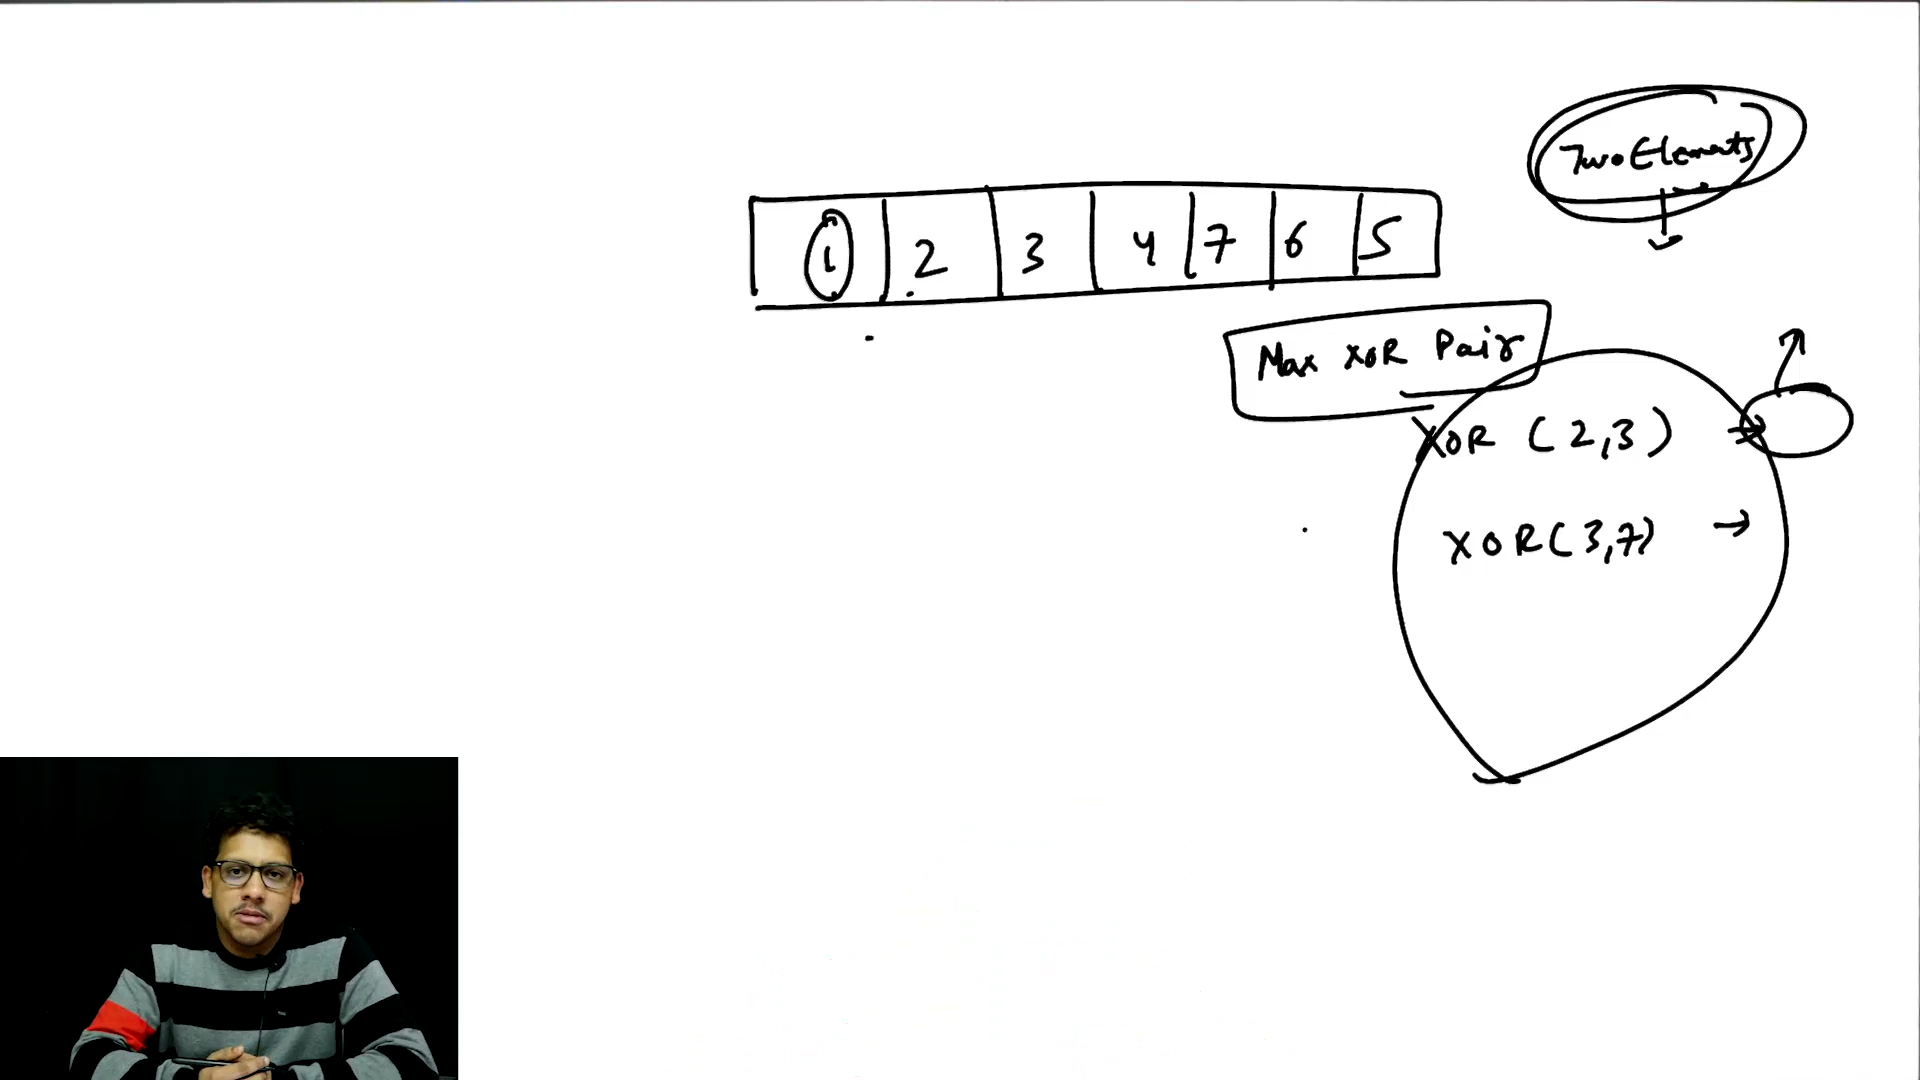 Two Elements
1 2 3 4 7 6 5
Max XOR Pair
XOR (2,3) →
XOR(3,7) →